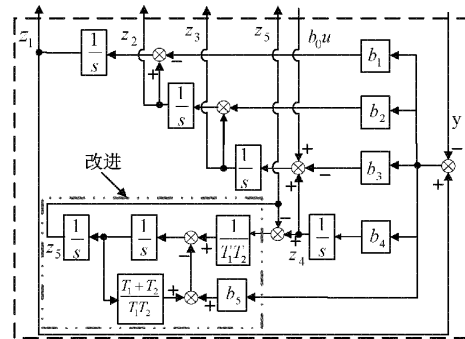 z₁ z₂ z₃ z₅ b₀u
1/s − b₁
+
1/s b₂ y
−
+ 1/s + − b₃ +
改进 +
z₅ 1/s 1/s + 1/(T₁T₂) − + z₄ 1/s b₄
−
(T₁+T₂)/(T₁T₂) + + b₅